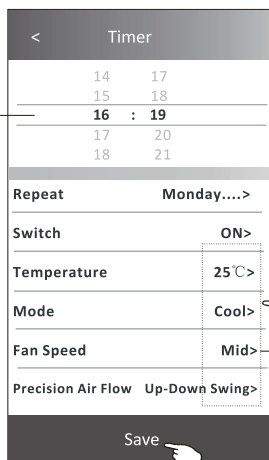 < Timer
14 17
15 18
16 : 19
17 20
18 21
Repeat Monday....>
Switch ON>
Temperature 25℃>
Mode Cool>
Fan Speed Mid>
Precision Air Flow Up-Down Swing>
Save